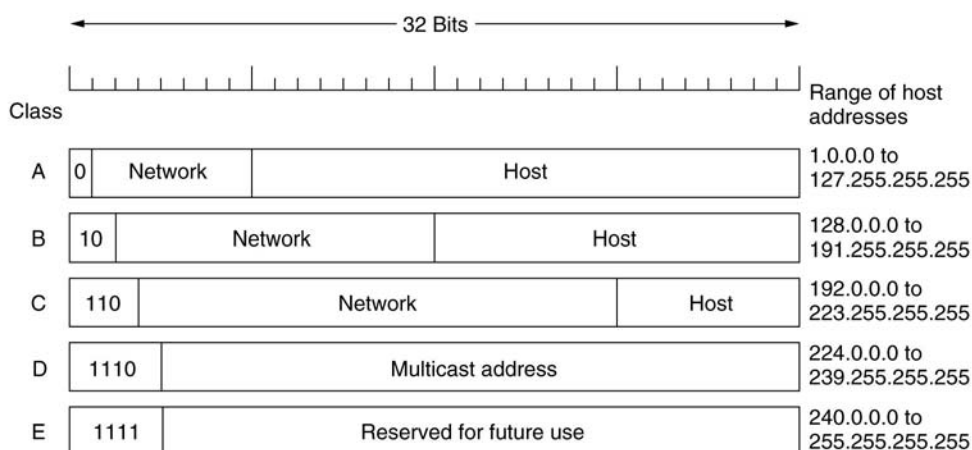 32 Bits
Class
Range of host
addresses
A
0
Network
Host
1.0.0.0 to
127.255.255.255
B
10
Network
Host
128.0.0.0 to
191.255.255.255
C
110
Network
Host
192.0.0.0 to
223.255.255.255
D
1110
Multicast address
224.0.0.0 to
239.255.255.255
E
1111
Reserved for future use
240.0.0.0 to
255.255.255.255